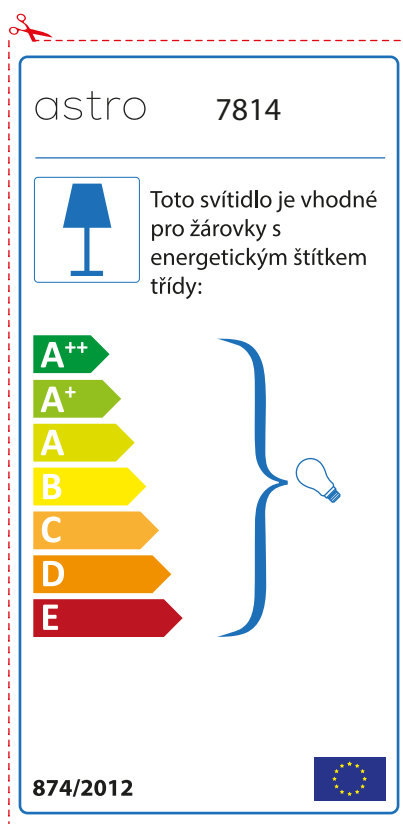 astro 7814
Toto svítidlo je vhodné
pro žárovky s
energetickým štítkem
třídy:
A++
A+
A
B
C
D
E
874/2012